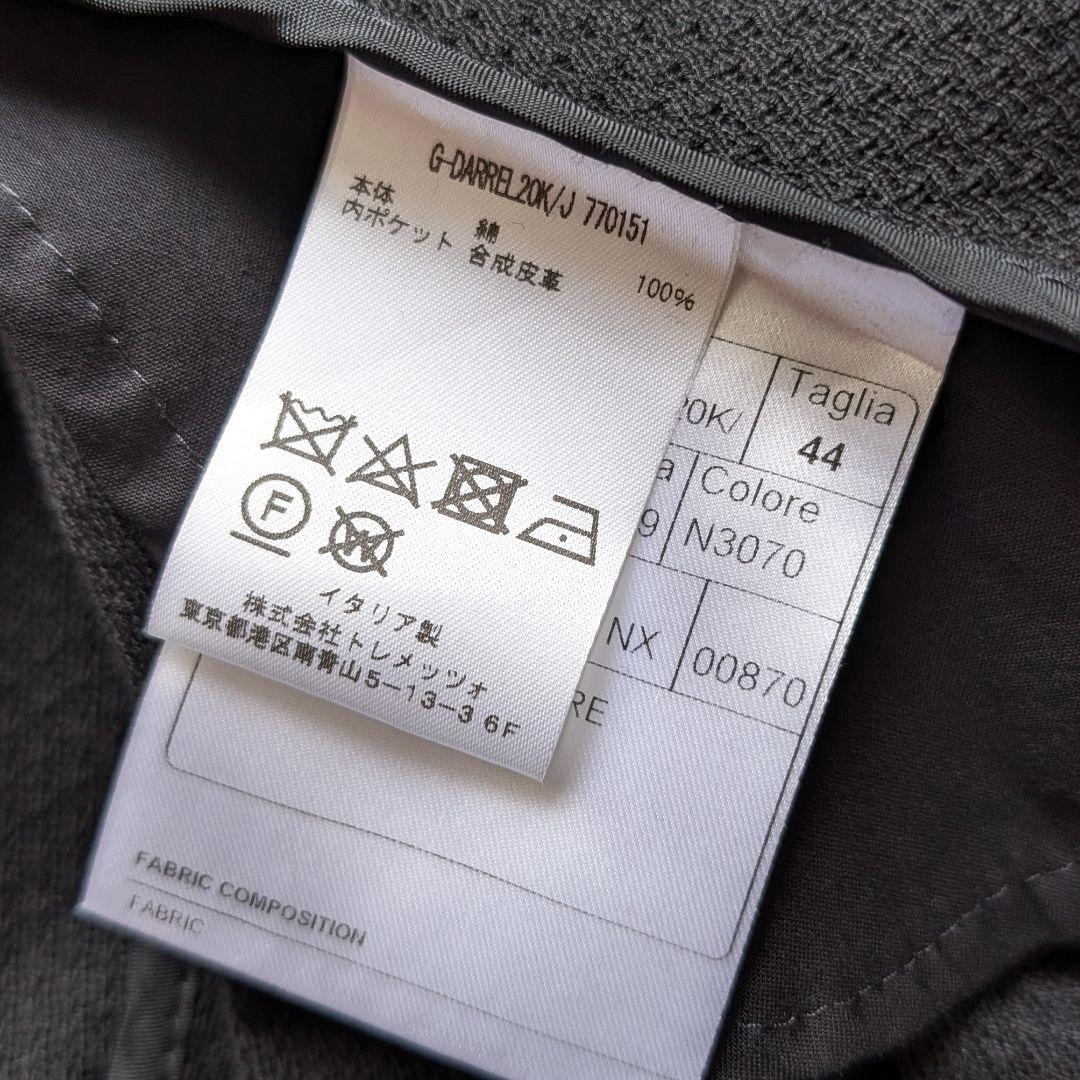 G-DARREL20K/J 770151
本体 綿 100%
内ポケット 合成皮革
F
W
イタリア製
株式会社トレメッツォ
東京都港区南青山5-13-3 6F
20K/
Taglia
44
a
Colore
9
N3070
NX
00870
RE
FABRIC COMPOSITION
FABRIC